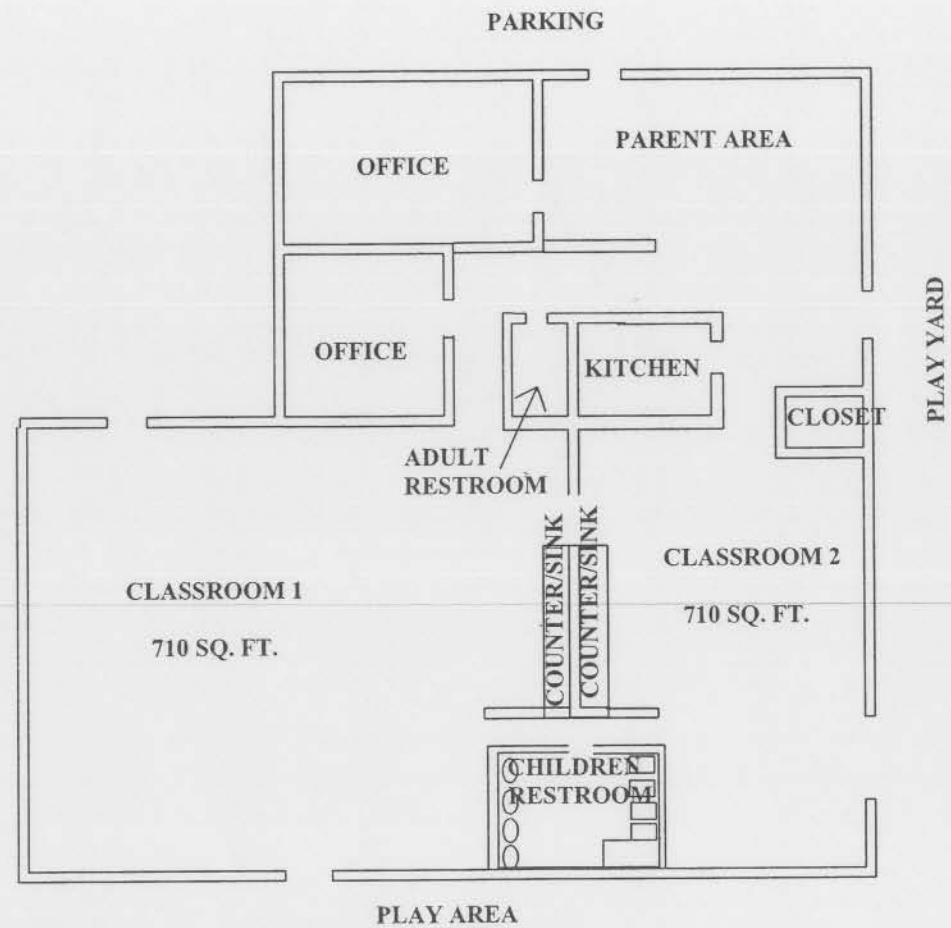 PARKING
PARENT AREA
OFFICE
PLAY YARD
OFFICE
KITCHEN
CLOSET
ADULT
RESTROOM
COUNTER/SINK
COUNTER/SINK
CLASSROOM 2
710 SQ. FT.
CLASSROOM 1
710 SQ. FT.
CHILDREN
RESTROOM
PLAY AREA